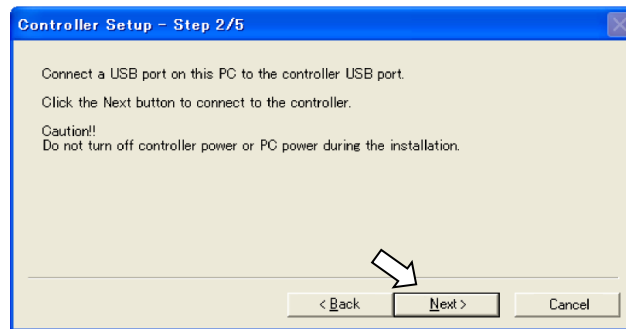 Controller Setup - Step 2/5
Connect a USB port on this PC to the controller USB port.
Click the Next button to connect to the controller.
Caution!!
Do not turn off controller power or PC power during the installation.
< Back
Next >
Cancel